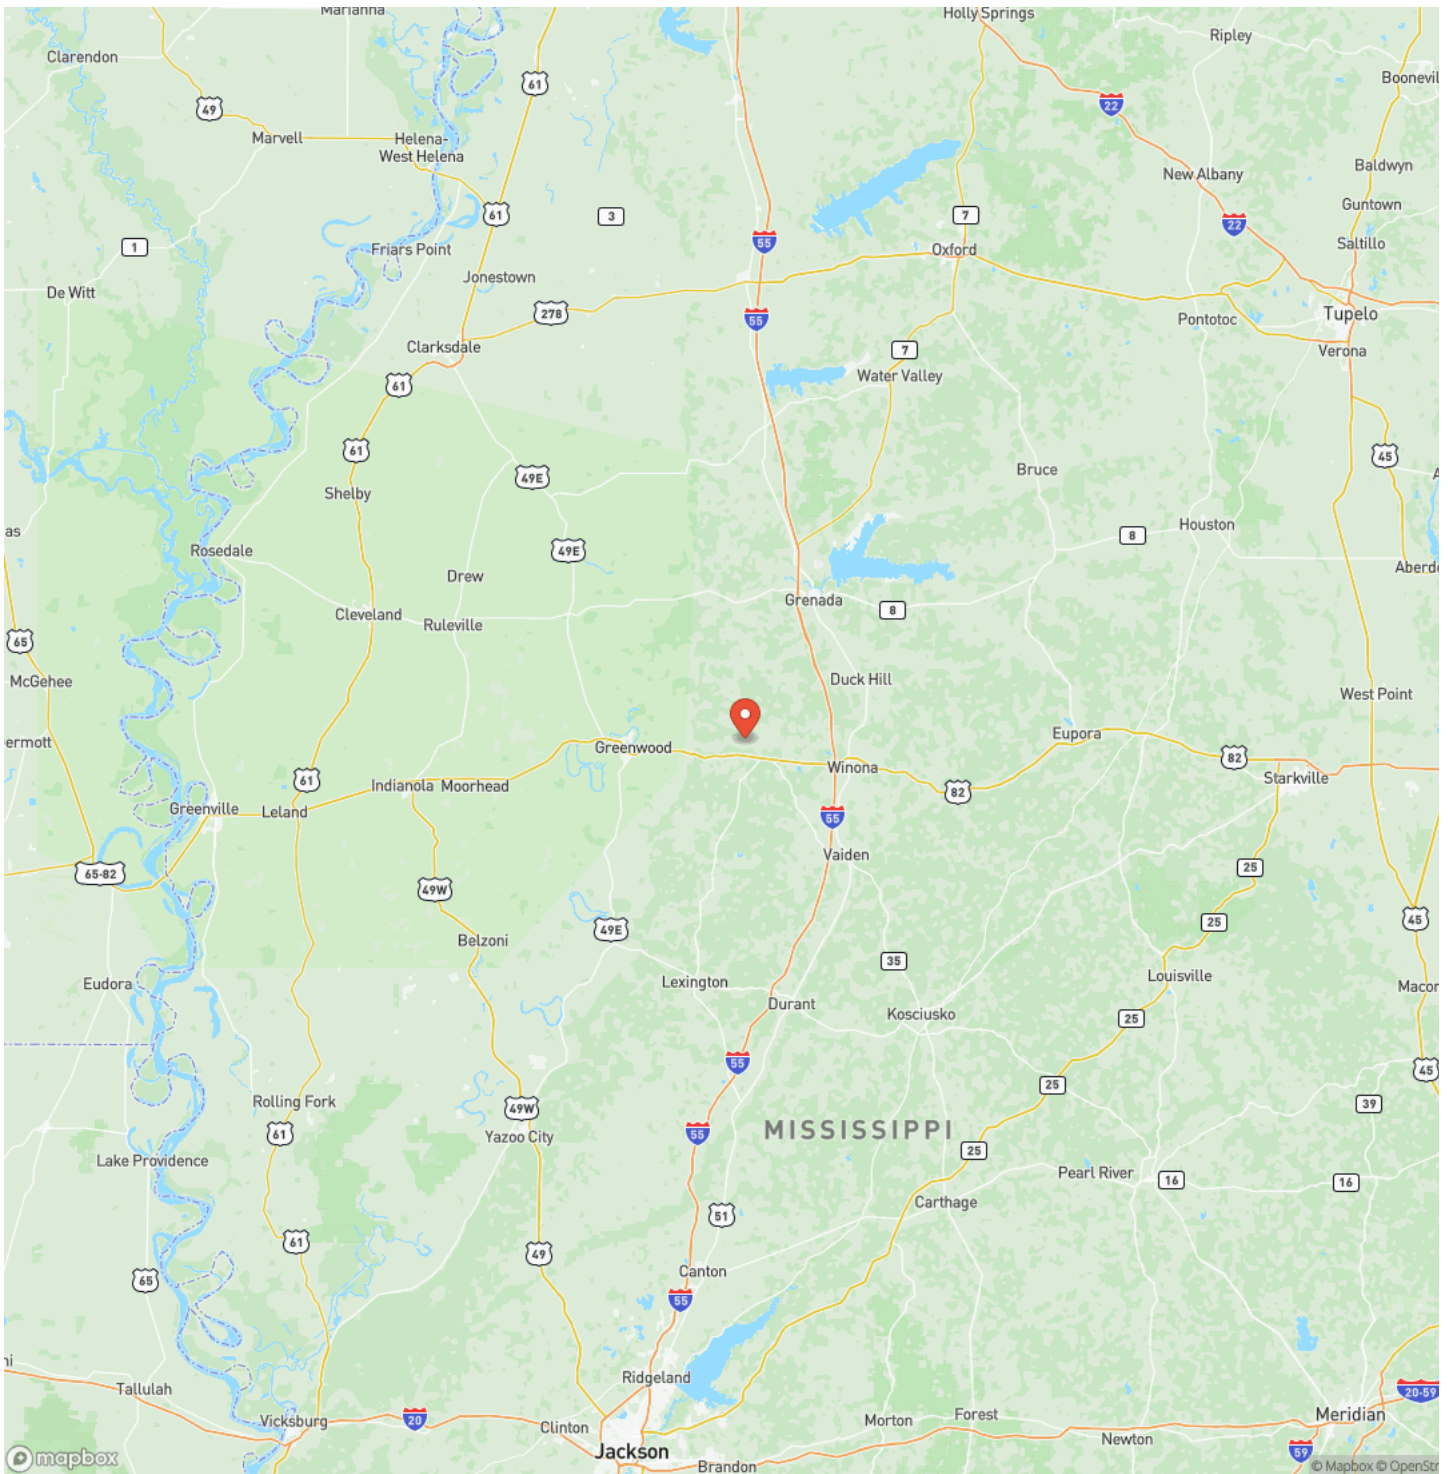 Marianna
Holly Springs
Ripley
Clarendon
61
Boonevil
49
22
Marvell
Helena-
West Helena
Baldwyn
New Albany
Guntown
61
3
7
22
1
Friars Point
55
Oxford
Saltillo
Jonestown
De Witt
278
55
Pontotoc
Tupelo
Clarksdale
7
Verona
61
Water Valley
61
45
49E
Bruce
Shelby
as
Houston
8
Rosedale
49E
Aberde
Drew
Grenada
8
Cleveland
Ruleville
65
McGehee
Duck Hill
West Point
ermott
Greenwood
Eupora
82
61
Indianola
Moorhead
Winona
82
Starkville
Greenville
Leland
55
Vaiden
65-82
25
49W
45
25
49E
Belzoni
35
Eudora
Lexington
Louisville
Macor
Durant
Kosciusko
25
55
45
25
Rolling Fork
49W
39
61
55
MISSISSIPPI
Yazoo City
25
Lake Providence
Pearl River
16
16
Carthage
51
61
49
65
Canton
55
ni
Ridgeland
Tallulah
20-59
Vicksburg
20
Clinton
Morton
Forest
Meridian
Newton
Jackson
59
mapbox
Brandon
© Mapbox © OpenStr